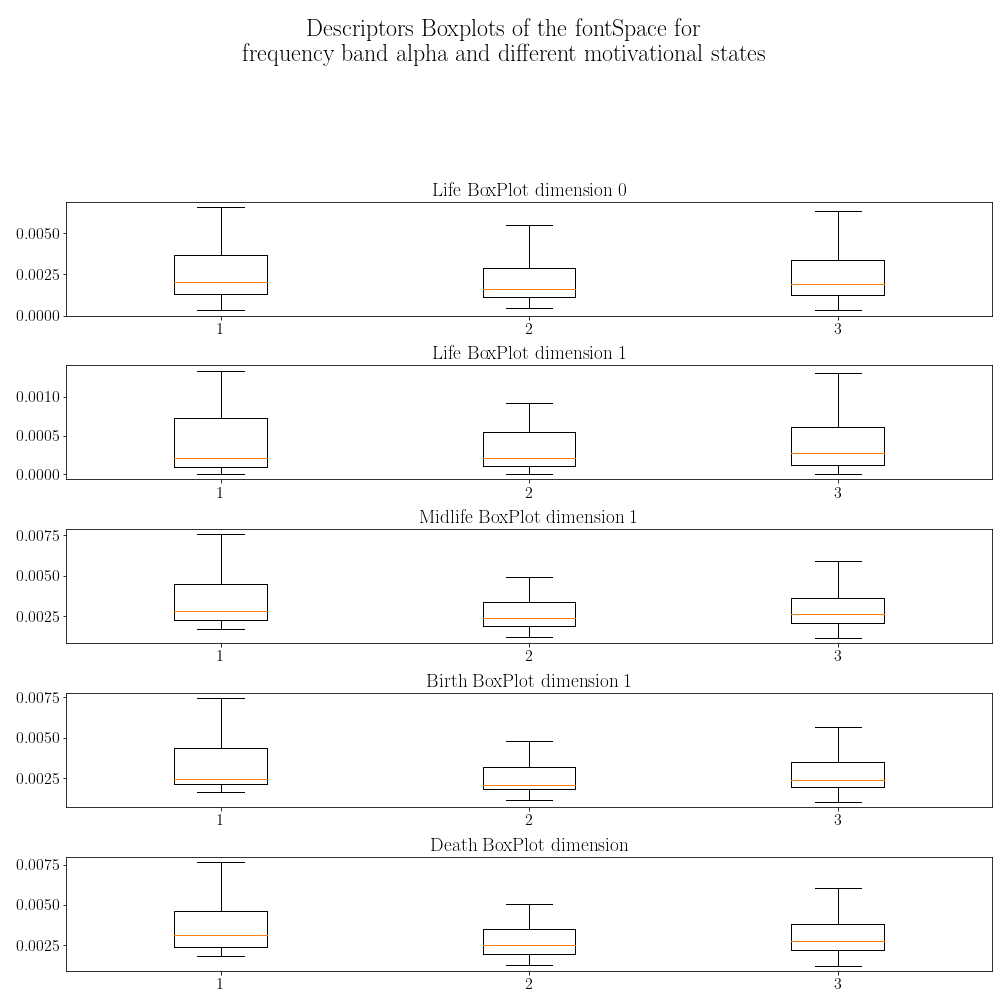 Descriptors Boxplots of the fontSpace for
frequency band alpha and different motivational states
Life BoxPlot dimension 0
0.0050
0.0025
0.0000
1 2 3
Life BoxPlot dimension 1
0.0010
0.0005
0.0000
1 2 3
Midlife BoxPlot dimension 1
0.0075
0.0050
0.0025
1 2 3
Birth BoxPlot dimension 1
0.0075
0.0050
0.0025
1 2 3
Death BoxPlot dimension
0.0075
0.0050
0.0025
1 2 3